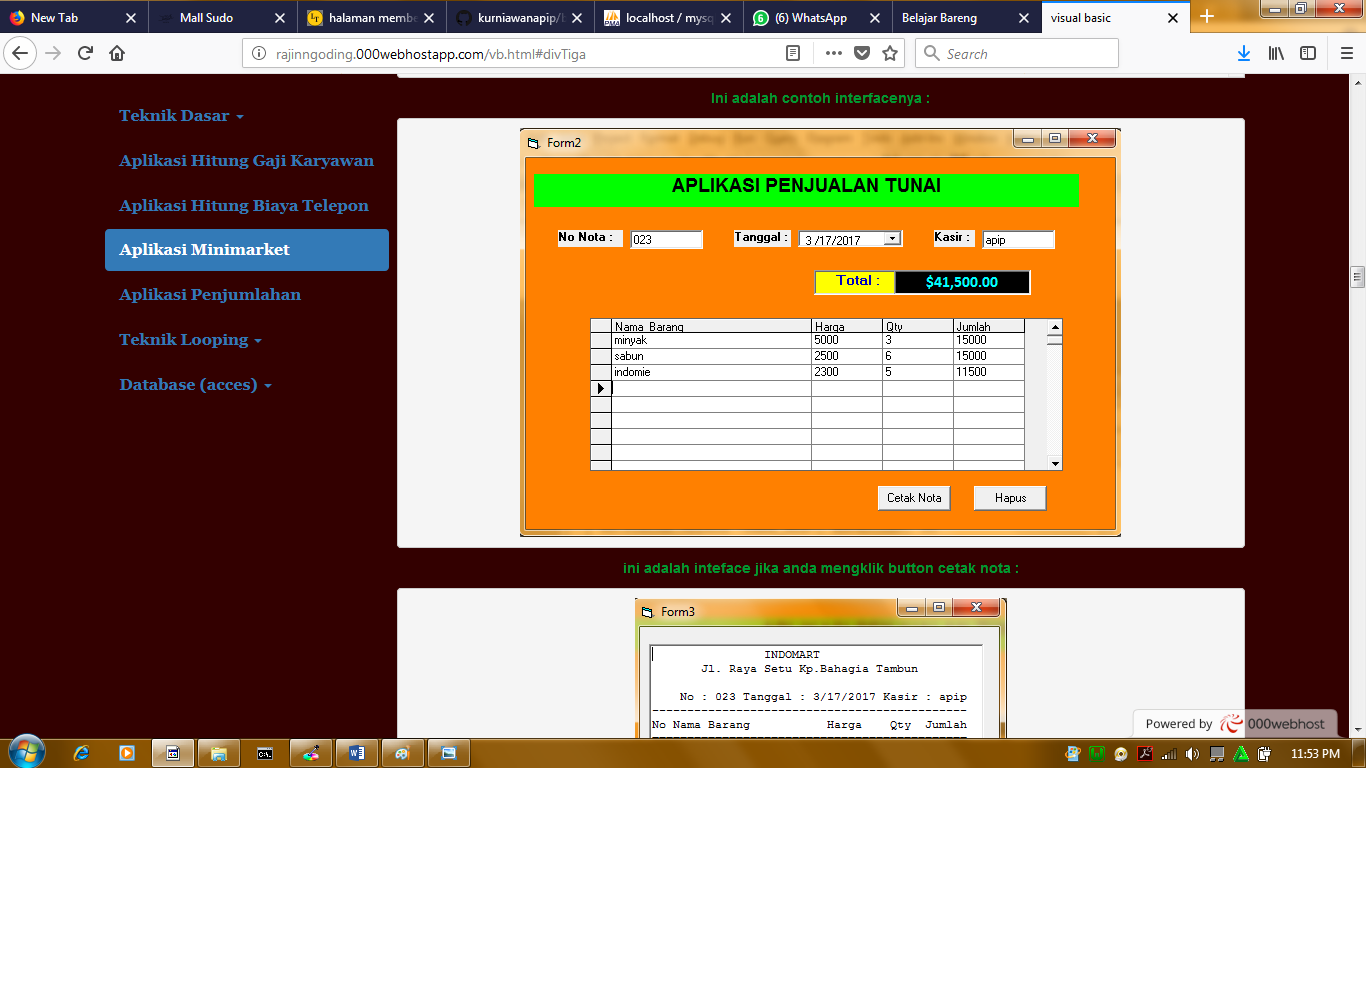 New Tab
Mall Sudo
halaman membe
kurniawanapip/b
localhost / mysq
(6) WhatsApp
Belajar Bareng
visual basic
rajinngoding.000webhostapp.com/vb.html#divTiga
Search
Teknik Dasar
Aplikasi Hitung Gaji Karyawan
Aplikasi Hitung Biaya Telepon
Aplikasi Minimarket
Aplikasi Penjumlahan
Teknik Looping
Database (acces)
Ini adalah contoh interfacenya :
Form2
APLIKASI PENJUALAN TUNAI
No Nota : 023 Tanggal : 3 /17/2017 Kasir : apip
Total : $41,500.00
Nama Barang Harga Qty Jumlah
minyak 5000 3 15000
sabun 2500 6 15000
indomie 2300 5 11500
Cetak Nota Hapus
ini adalah inteface jika anda mengklik button cetak nota :
Form3
INDOMART
Jl. Raya Setu Kp.Bahagia Tambun
No : 023 Tanggal : 3/17/2017 Kasir : apip
---------------------------------------------
No Nama Barang Harga Qty Jumlah
Powered by 000webhost
11:53 PM